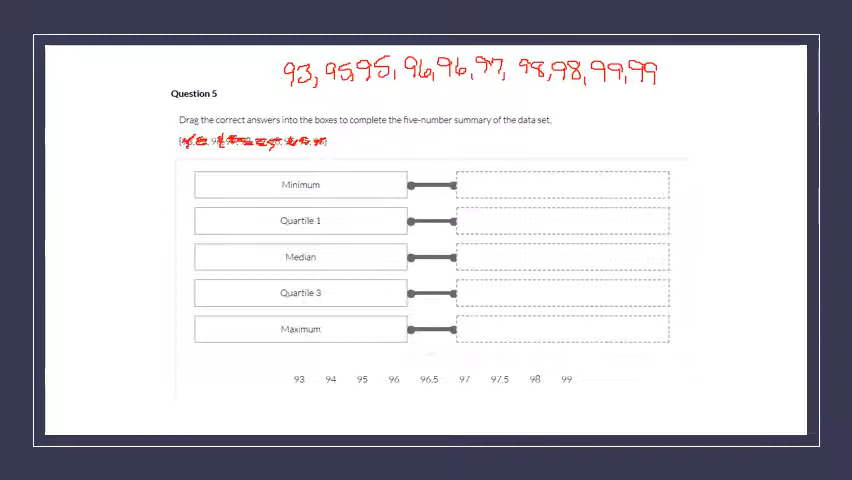 93, 95, 95, 96, 96, 97, 98, 98, 99, 99
Question 5
Drag the correct answers into the boxes to complete the five-number summary of the data set.
Minimum
Quartile 1
Median
Quartile 3
Maximum
93 94 95 96 96.5 97 97.5 98 99